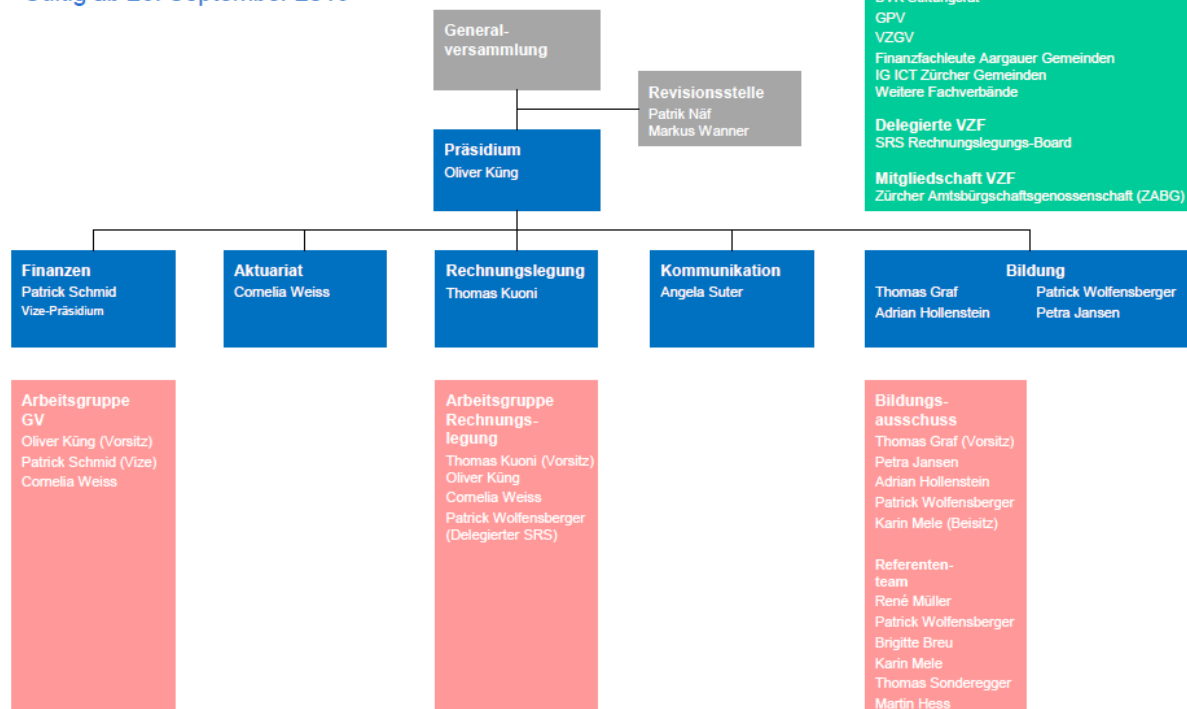 GPV
VZGV
Finanzfachleute Aargauer Gemeinden
IG ICT Zürcher Gemeinden
Weitere Fachverbände
Delegierte VZF
SRS Rechnungslegungs-Board
Mitgliedschaft VZF
Zürcher Amtsbürgschaftsgenossenschaft (ZABG)
General-
versammlung
Revisionsstelle
Patrik Näf
Markus Wanner
Präsidium
Oliver Küng
Finanzen
Patrick Schmid
Vize-Präsidium
Aktuariat
Cornelia Weiss
Rechnungslegung
Thomas Kuoni
Kommunikation
Angela Suter
Bildung
Thomas Graf
Patrick Wolfensberger
Adrian Hollenstein
Petra Jansen
Arbeitsgruppe
GV
Oliver Küng (Vorsitz)
Patrick Schmid (Vize)
Cornelia Weiss
Arbeitsgruppe
Rechnungs-
legung
Thomas Kuoni (Vorsitz)
Oliver Küng
Cornelia Weiss
Patrick Wolfensberger
(Delegierter SRS)
Bildungs-
ausschuss
Thomas Graf (Vorsitz)
Petra Jansen
Adrian Hollenstein
Patrick Wolfensberger
Karin Mele (Beisitz)
Referenten-
team
René Müller
Patrick Wolfensberger
Brigitte Breu
Karin Mele
Thomas Sonderegger
Martin Hess